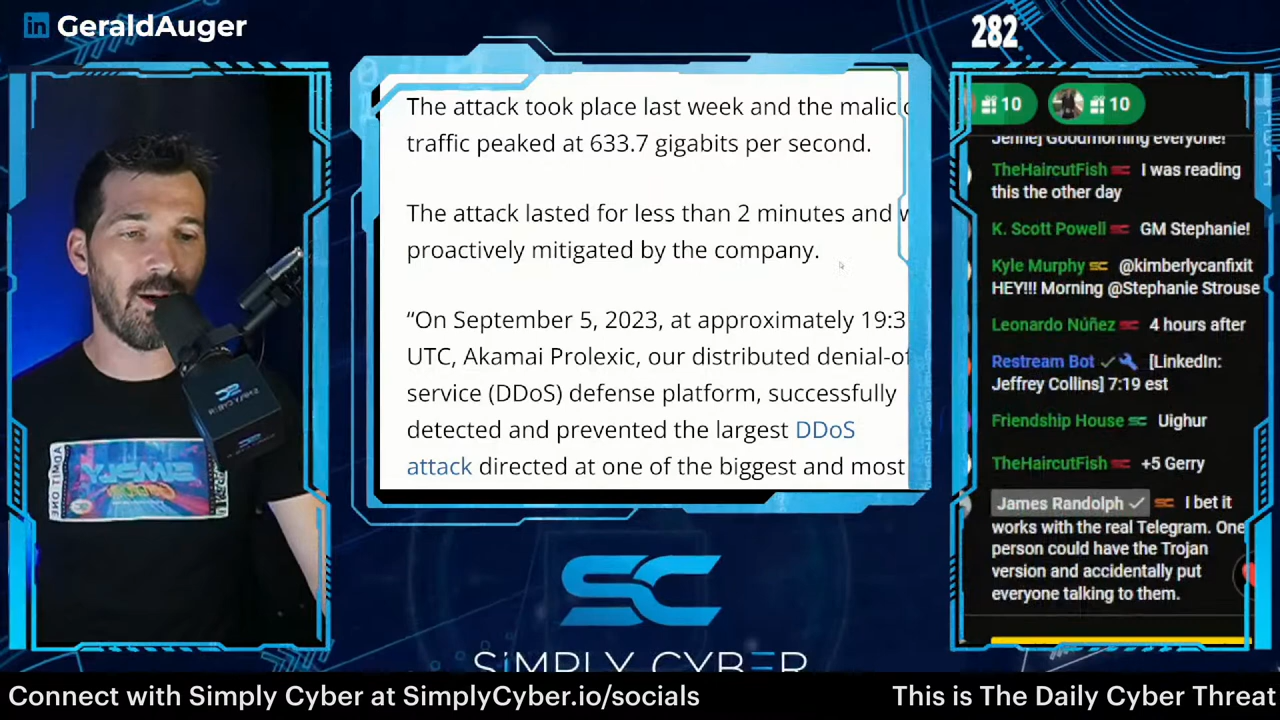 in GeraldAuger
282
The attack took place last week and the malic
traffic peaked at 633.7 gigabits per second.
The attack lasted for less than 2 minutes and w
proactively mitigated by the company.
“On September 5, 2023, at approximately 19:3
UTC, Akamai Prolexic, our distributed denial-of
service (DDoS) defense platform, successfully
detected and prevented the largest DDoS
attack directed at one of the biggest and most
10
10
Jenne] Goodmorning everyone!
TheHaircutFish I was reading
this the other day
K. Scott Powell GM Stephanie!
Kyle Murphy @kimberlycanfixit
HEY!!! Morning @Stephanie Strouse
Leonardo Núñez 4 hours after
Restream Bot [LinkedIn:
Jeffrey Collins] 7:19 est
Friendship House Uighur
TheHaircutFish +5 Gerry
James Randolph I bet it
works with the real Telegram. One
person could have the Trojan
version and accidentally put
everyone talking to them.
SIMPLY CYBER
ADMIT ONE
SIMPLY
SC
SIMPLY CYBER
Connect with Simply Cyber at SimplyCyber.io/socials
This is The Daily Cyber Threat